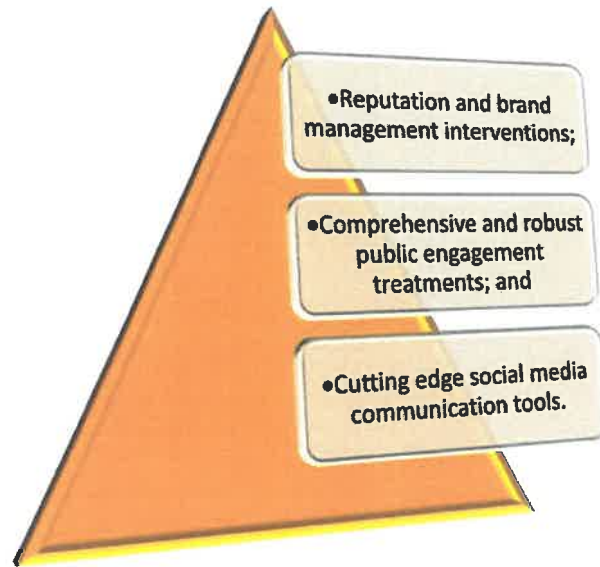 •Reputation and brand
management interventions;
•Comprehensive and robust
public engagement
treatments; and
•Cutting edge social media
communication tools.